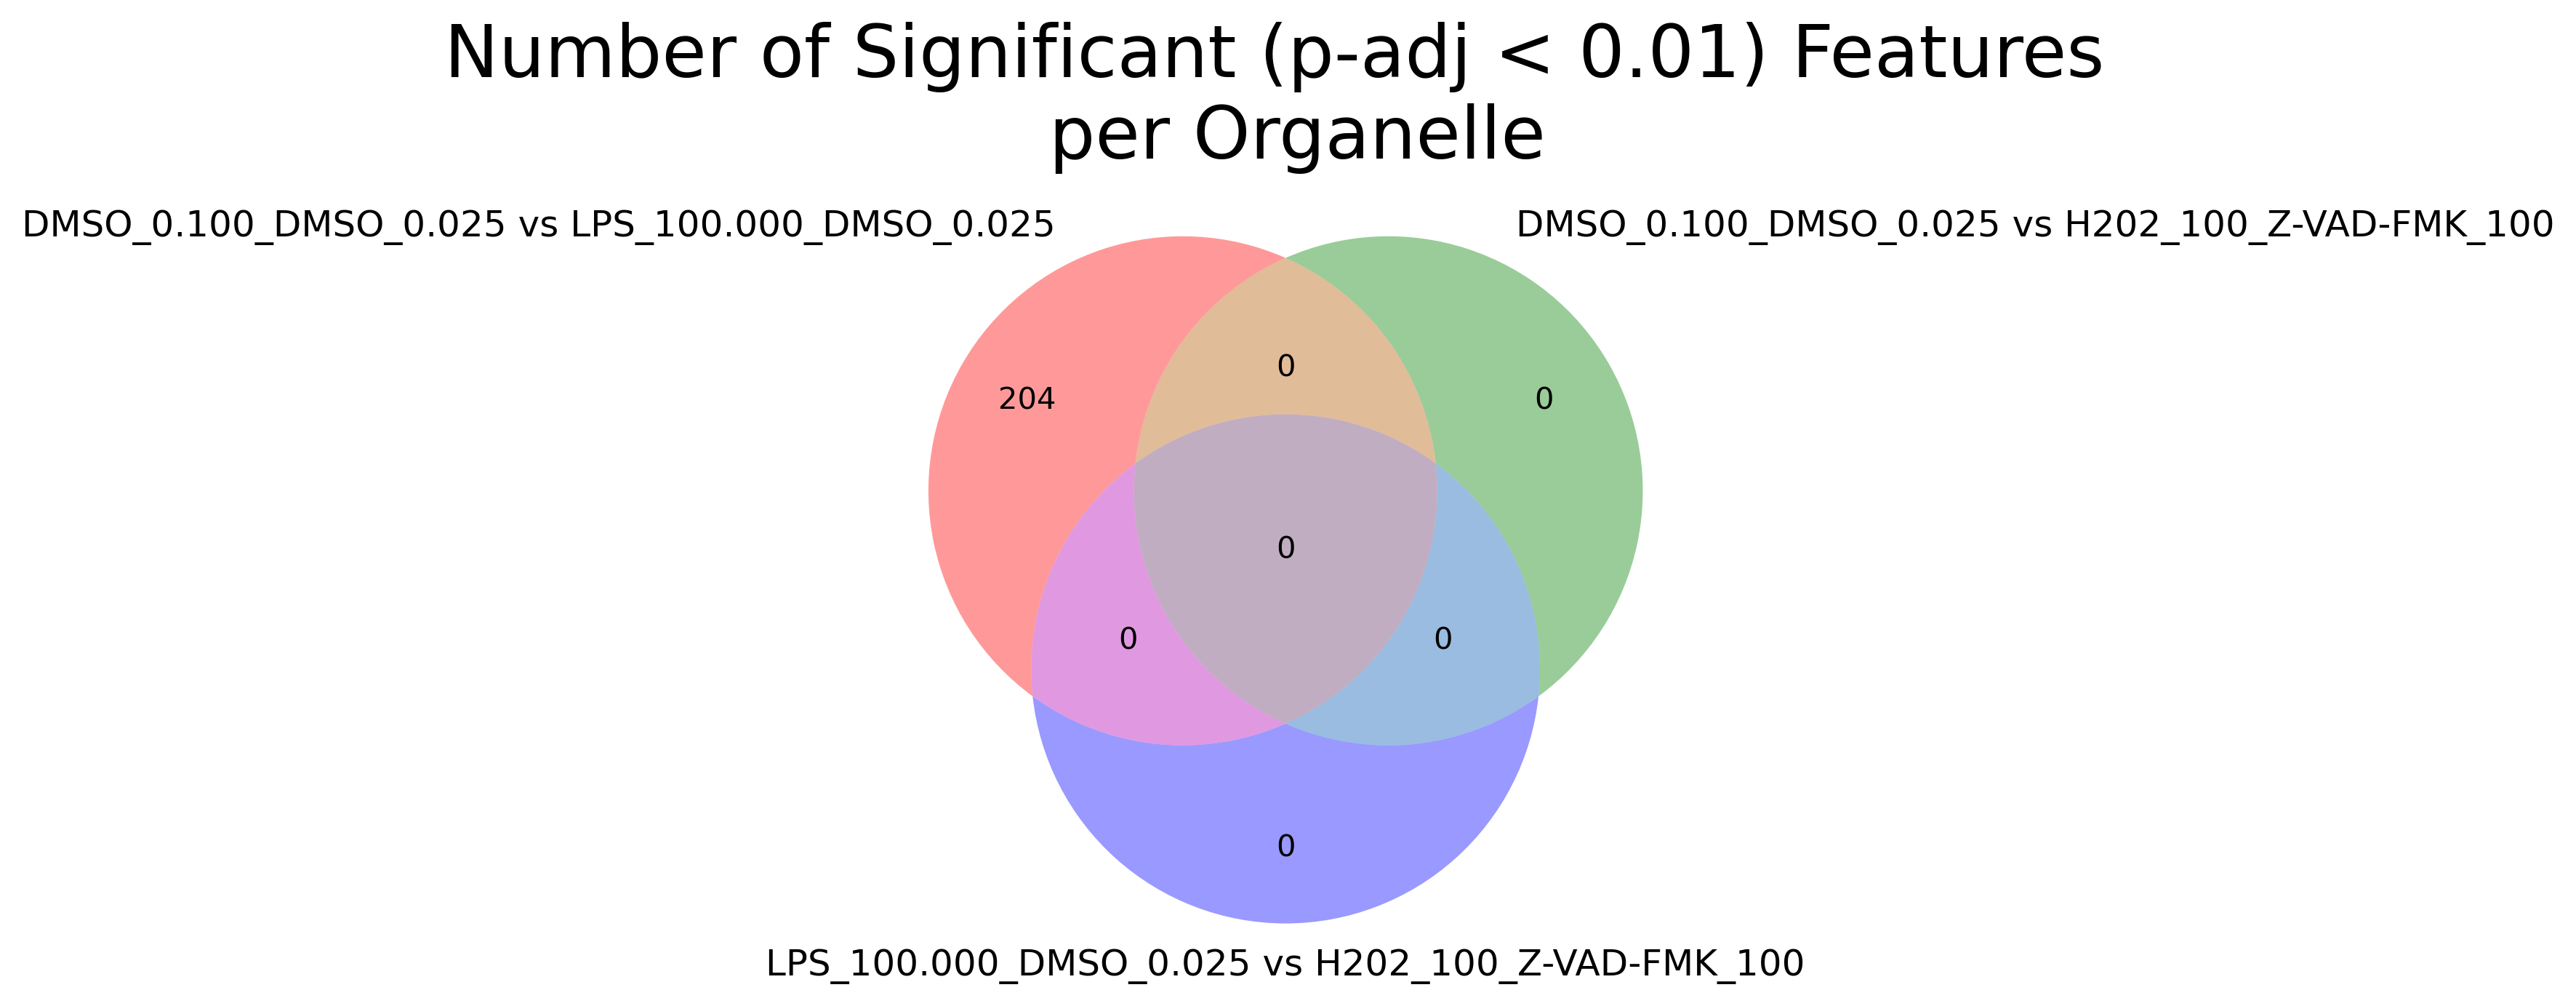 Number of Significant (p-adj < 0.01) Features
per Organelle
DMSO_0.100_DMSO_0.025 vs LPS_100.000_DMSO_0.025
DMSO_0.100_DMSO_0.025 vs H202_100_Z-VAD-FMK_100
0
204
0
0
0
0
0
LPS_100.000_DMSO_0.025 vs H202_100_Z-VAD-FMK_100